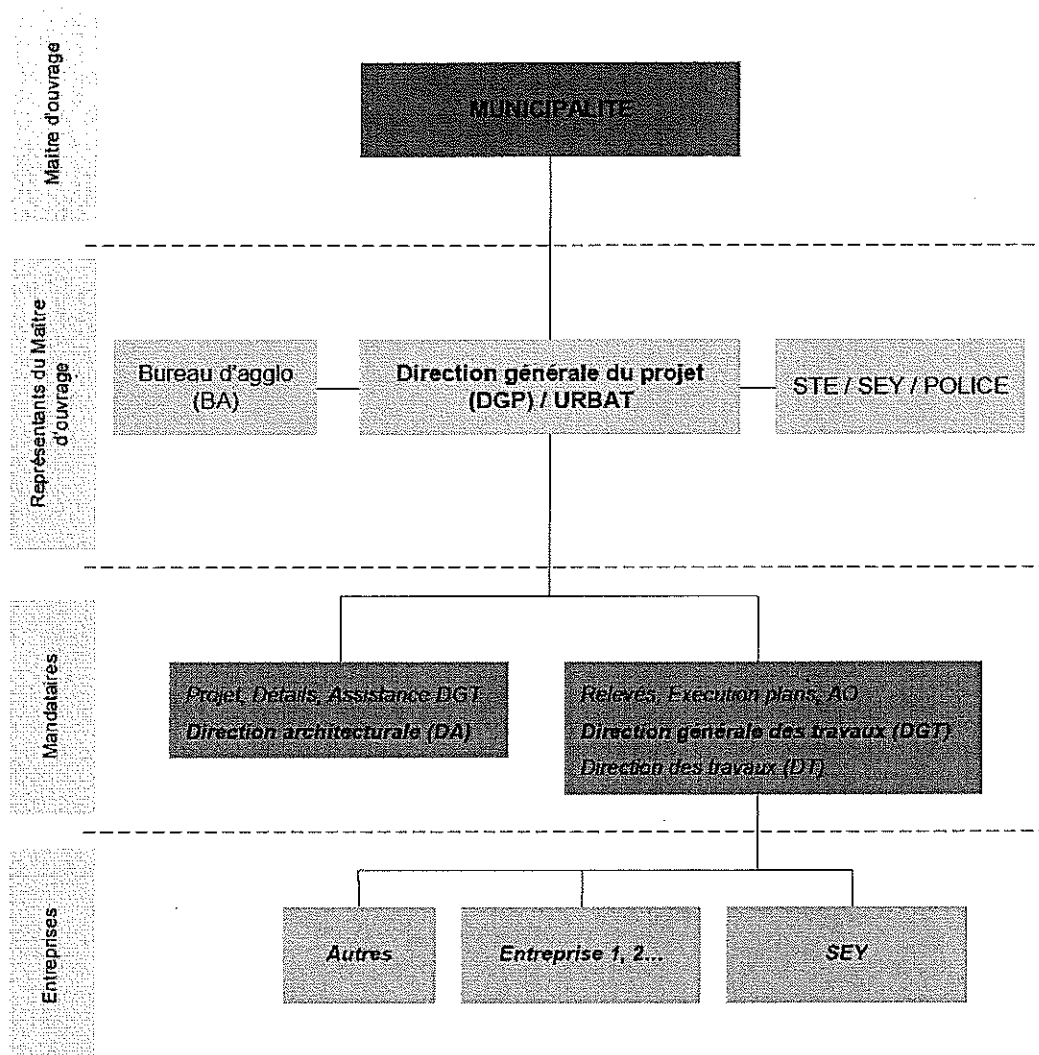 Maître d'ouvrage
MUNICIPALITE
Représentants du Maître
d'ouvrage
Bureau d'agglo
(BA)
Direction générale du projet
(DGP) / URBAT
STE / SEY / POLICE
Mandataires
Projet, Détails, Assistance DGT
Direction architecturale (DA)
Relevés, Exécution plans, AO
Direction générale des travaux (DGT)
Direction des travaux (DT)
Entreprises
Autres
Entreprise 1, 2...
SEY